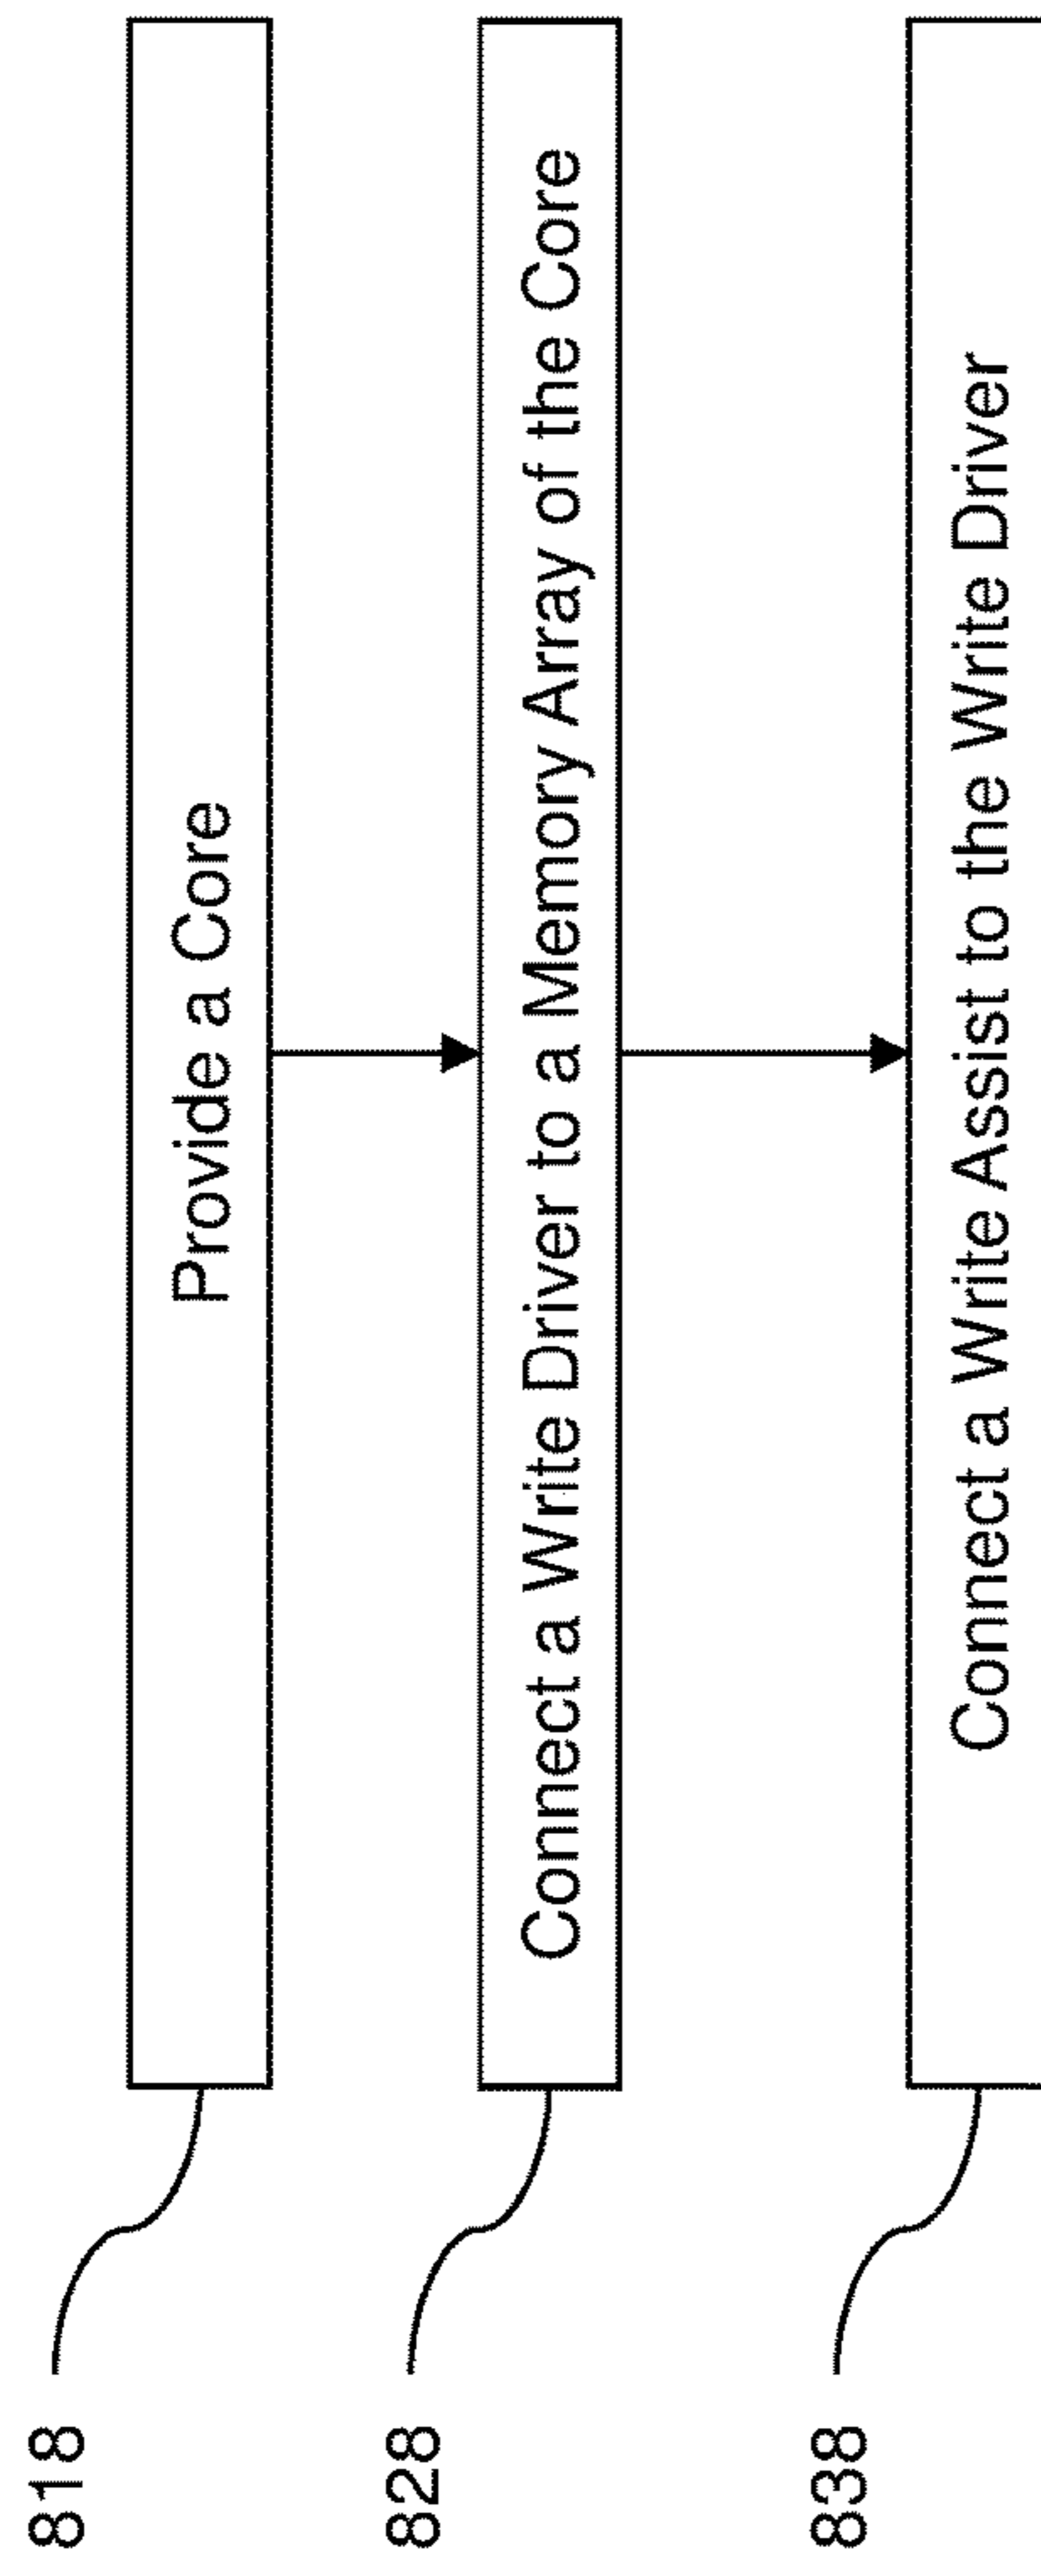 818
Provide a Core
828
Connect a Write Driver to a Memory Array of the Core
838
Connect a Write Assist to the Write Driver